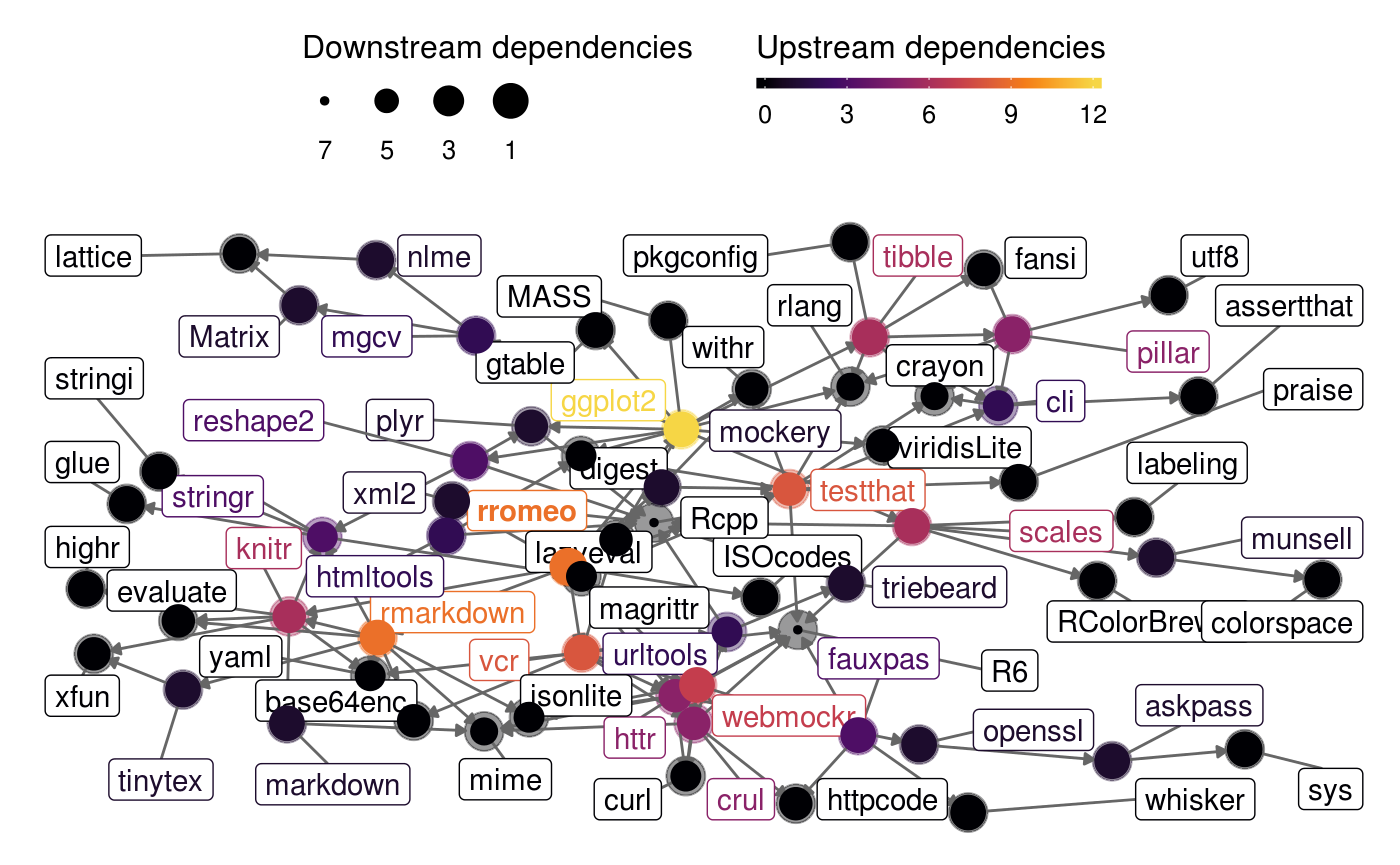 Downstream dependencies
Upstream dependencies
7 5 3 1
0 3 6 9 12
lattice
nlme
pkgconfig
tibble
fansi
utf8
MASS
rlang
assertthat
Matrix
mgcv
gtable
withr
crayon
pillar
stringi
ggplot2
cli
praise
reshape2
plyr
mockery
viridisLite
glue
digest
labeling
stringr
xml2
testthat
rromeo
Rcpp
scales
highr
knitr
lazyeval
ISOcodes
munsell
htmltools
evaluate
triebeard
rmarkdown
magrittr
RColorBrew
colorspace
yaml
vcr
urltools
fauxpas
R6
xfun
base64enc
jsonlite
webmockr
askpass
httr
openssl
tinytex
markdown
mime
curl
crul
httpcode
whisker
sys